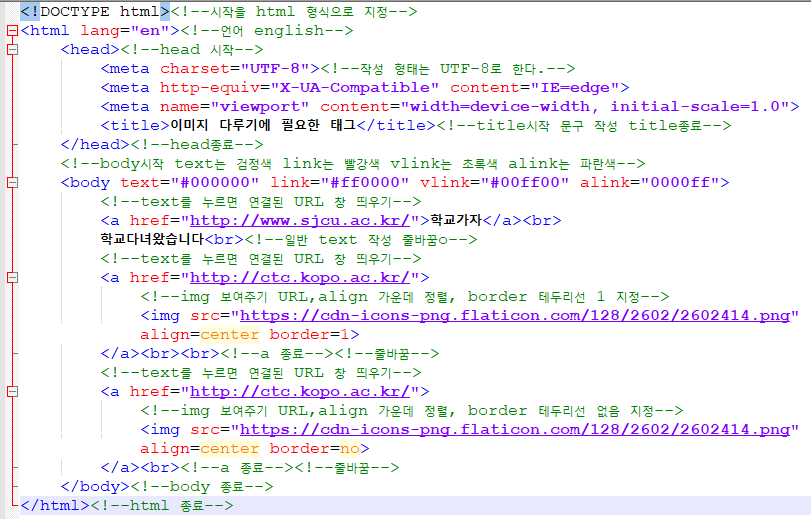 <!DOCTYPE html><!--시작을 html 형식으로 지정-->
<html lang="en"><!--언어 english-->
<head><!--head 시작-->
<meta charset="UTF-8"><!--작성 형태는 UTF-8로 한다.-->
<meta http-equiv="X-UA-Compatible" content="IE=edge">
<meta name="viewport" content="width=device-width, initial-scale=1.0">
<title>이미지 다루기에 필요한 태그</title><!--title시작 문구 작성 title종료-->
</head><!--head종료-->
<!--body시작 text는 검정색 link는 빨강색 vlink는 초록색 alink는 파란색-->
<body text="#000000" link="#ff0000" vlink="#00ff00" alink="0000ff">
<!--text를 누르면 연결된 URL 창 띄우기-->
<a href="http://www.sjcu.ac.kr/">학교가자</a><br>
학교다녀왔습니다<br><!--일반 text 작성 줄바꿈o-->
<!--text를 누르면 연결된 URL 창 띄우기-->
<a href="http://ctc.kopo.ac.kr/">
<!--img 보여주기 URL,align 가운데 정렬, border 테두리선 1 지정-->
<img src="https://cdn-icons-png.flaticon.com/128/2602/2602414.png"
align=center border=1>
</a><br><br><!--a 종료--><!--줄바꿈-->
<!--text를 누르면 연결된 URL 창 띄우기-->
<a href="http://ctc.kopo.ac.kr/">
<!--img 보여주기 URL,align 가운데 정렬, border 테두리선 없음 지정-->
<img src="https://cdn-icons-png.flaticon.com/128/2602/2602414.png"
align=center border=no>
</a><br><!--a 종료--><!--줄바꿈-->
</body><!--body 종료-->
</html><!--html 종료-->